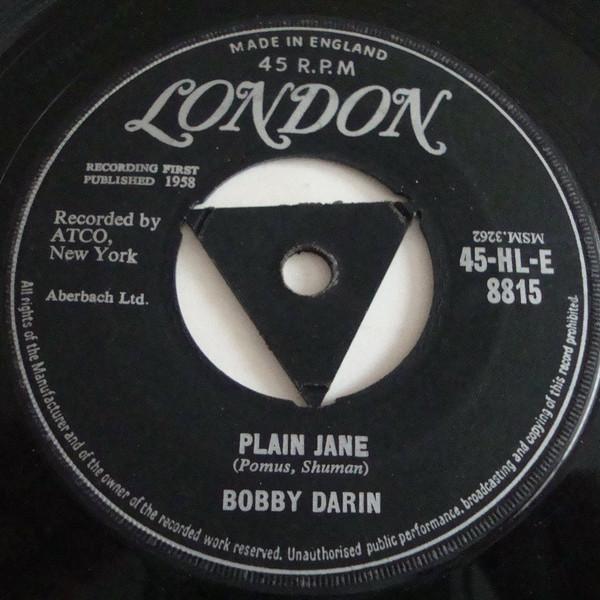 MADE IN ENGLAND
45 R.P.M
LONDON
RECORDING FIRST
PUBLISHED 1958
Recorded by
ATCO,
New York
Aberbach Ltd.
MSM.3262
45-HL-E
8815
PLAIN JANE
(Pomus, Shuman)
BOBBY DARIN
All rights of the Manufacturer and of the owner of the recorded work reserved. Unauthorised public performance, broadcasting and copying of this record prohibited.